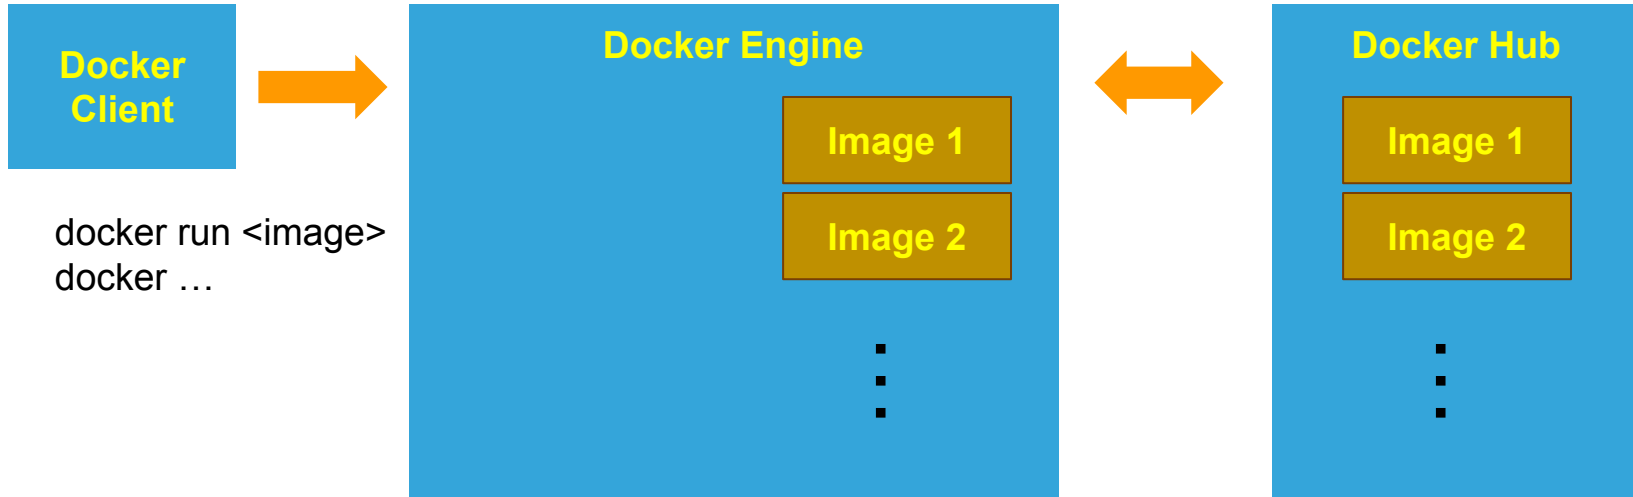 Docker
Client
docker run <image>
docker …
Docker Engine
Image 1
Image 2
Docker Hub
Image 1
Image 2